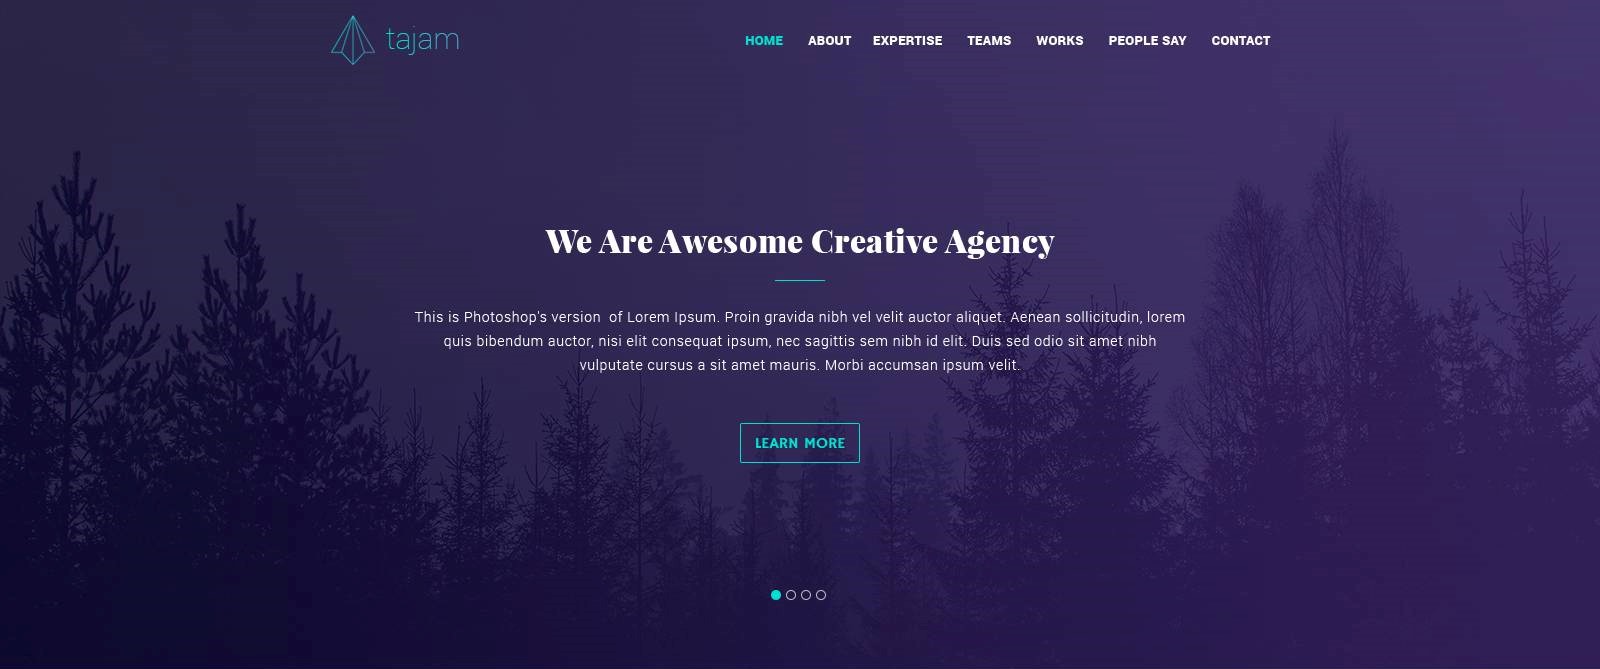 tajam
HOME ABOUT EXPERTISE TEAMS WORKS PEOPLE SAY CONTACT
We Are Awesome Creative Agency
This is Photoshop's version  of Lorem Ipsum. Proin gravida nibh vel velit auctor aliquet. Aenean sollicitudin, lorem
quis bibendum auctor, nisi elit consequat ipsum, nec sagittis sem nibh id elit. Duis sed odio sit amet nibh
vulputate cursus a sit amet mauris. Morbi accumsan ipsum velit.
LEARN MORE